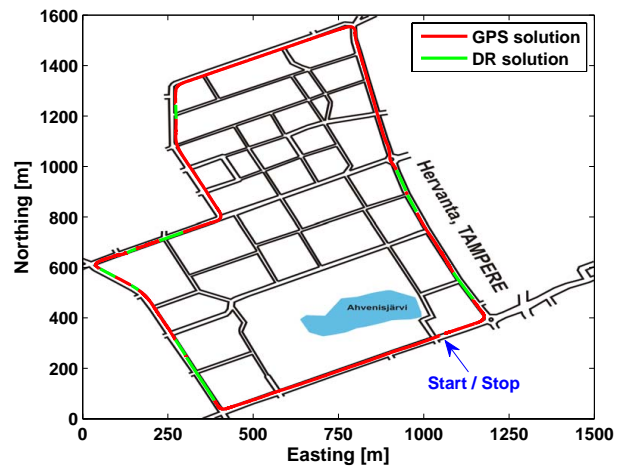 1600
1400
1200
1000
800
600
400
200
0
Northing [m]
GPS solution
DR solution
Hervanta, TAMPERE
Ahvenisjärvi
Start / Stop
0
250
500
750
1000
1250
1500
Easting [m]